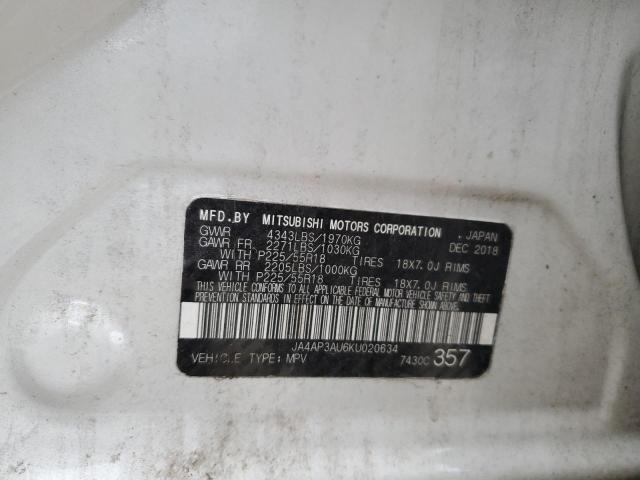 MFD.BY MITSUBISHI MOTORS CORPORATION . JAPAN
GVWR 4343LBS/1970KG DEC 2018
GAWR FR 2271LBS/1030KG
WITH P225/55R18 TIRES 18X7.0J RIMS
GAWR RR 2205LBS/1000KG
WITH P225/55R18 TIRES 18X7.0J RIMS
THIS VEHICLE CONFORMS TO ALL APPLICABLE FEDERAL MOTOR VEHICLE SAFETY AND THEFT
PREVENTION STANDARDS IN EFFECT ON THE DATE OF MANUFACTURE SHOWN ABOVE.
JA4AP3AU6KU020634
VEHICLE TYPE: MPV 7430C 357